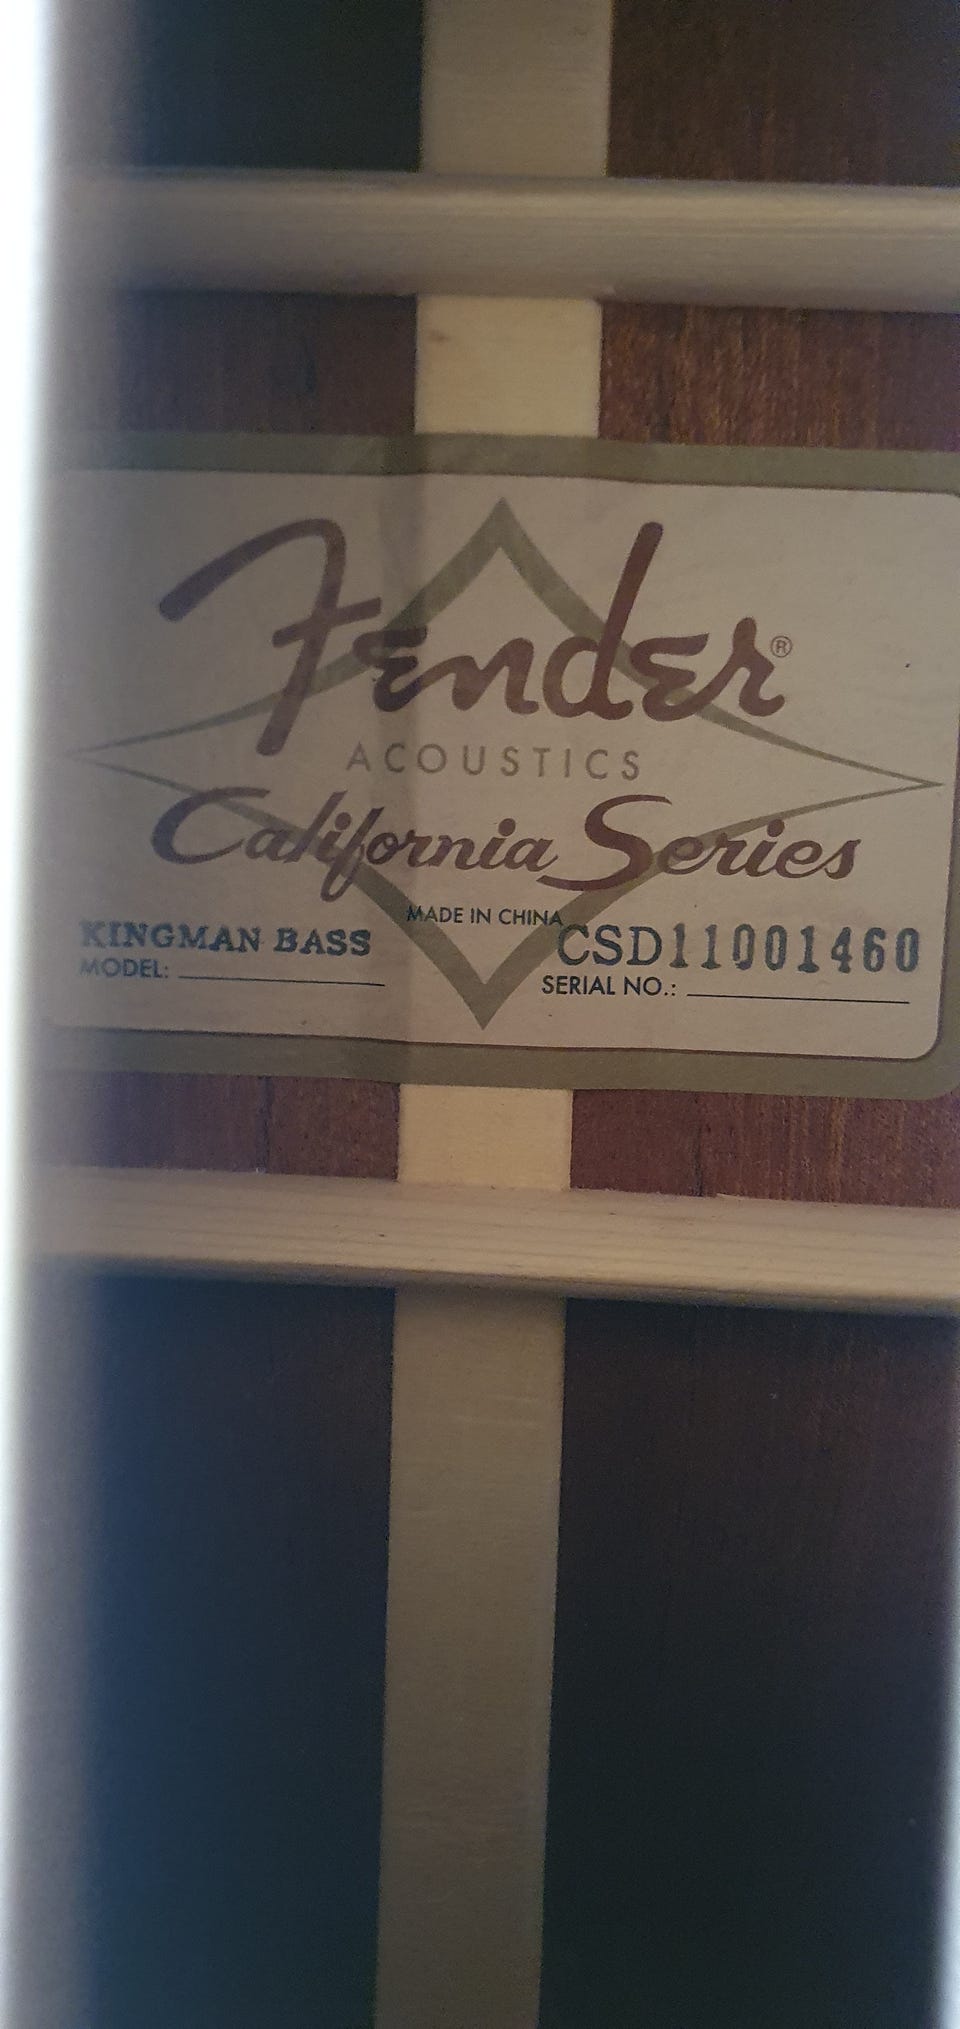 Fender®
ACOUSTICS
California Series
MADE IN CHINA
KINGMAN BASS CSD11001460
MODEL: SERIAL NO.: